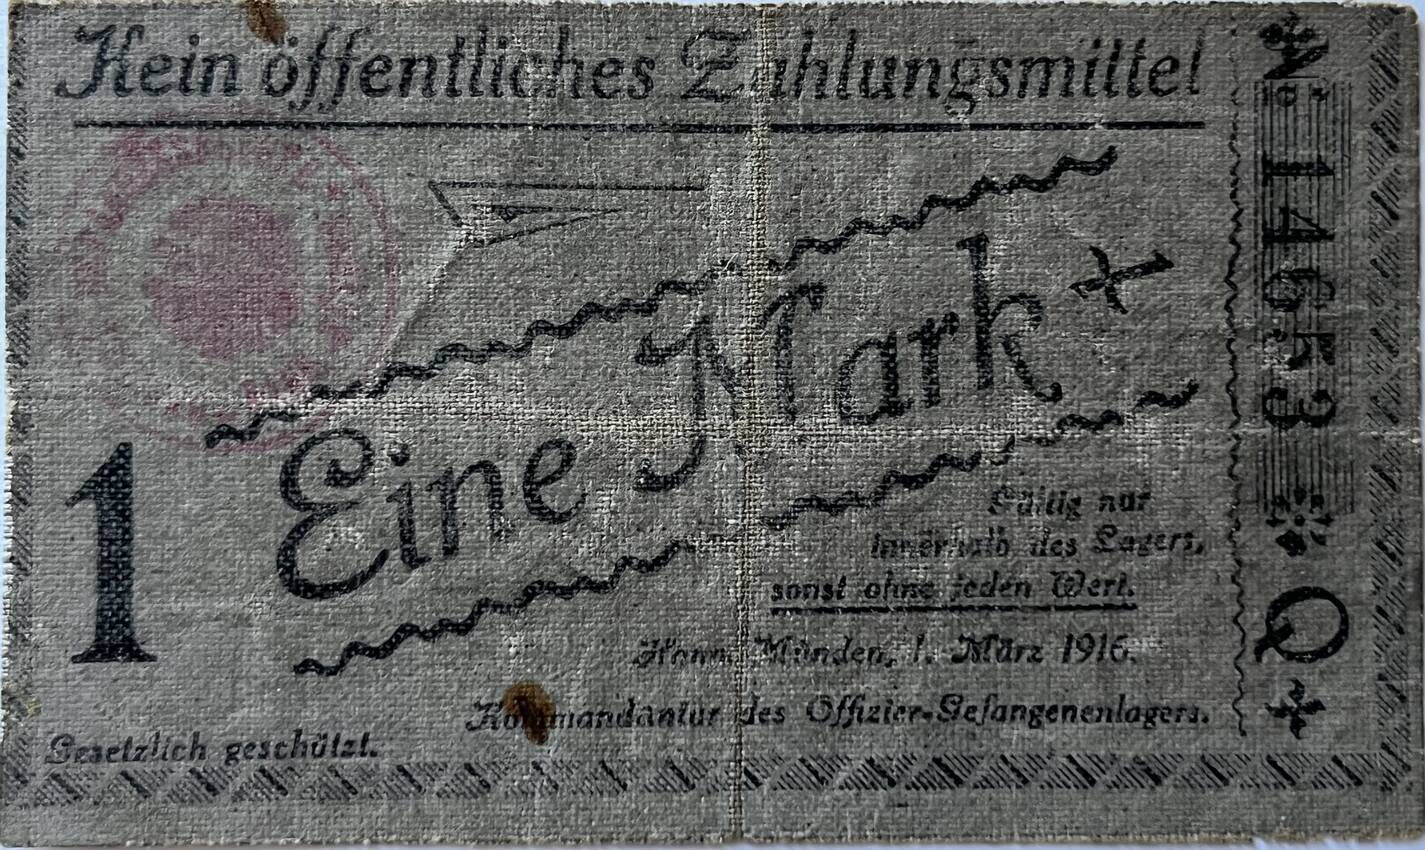 Kein öffentliches Zahlungsmittel
Eine Mark
1
Gültig nur
innerhalb des Lagers,
sonst ohne jeden Wert.
Hann. Münden, 1. März 1916.
Kommandantur des Offizier-Gefangenenlagers.
Gesetzlich geschützt.
No. 14653
Q